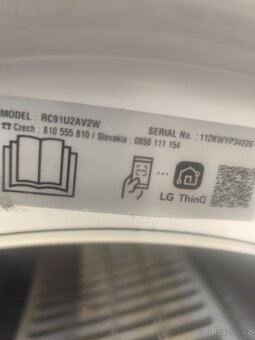 MODEL : RC91U2AV2W
SERIAL No. : 112KWYP34226
Czech : 810 555 810 / Slovakia : 0850 111 154
LG ThinQ